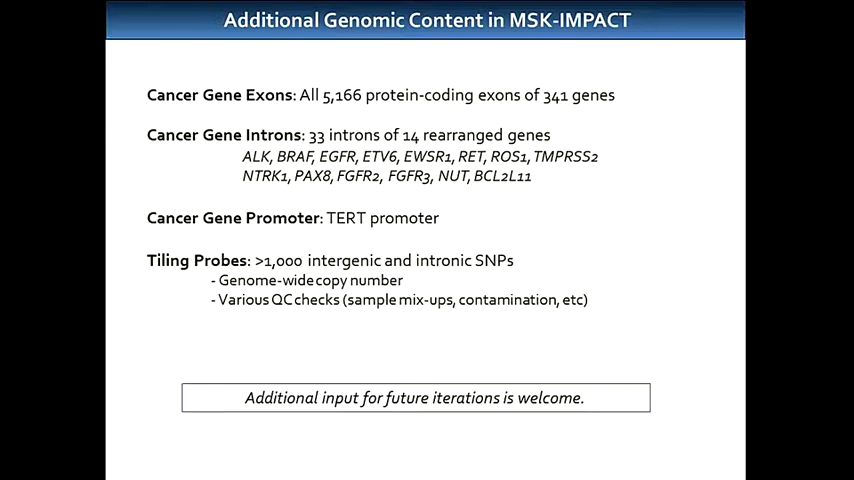 Additional Genomic Content in MSK-IMPACT
Cancer Gene Exons: All 5,166 protein-coding exons of 341 genes
Cancer Gene Introns: 33 introns of 14 rearranged genes
ALK, BRAF, EGFR, ETV6, EWSR1, RET, ROS1, TMPRSS2
NTRK1, PAX8, FGFR2, FGFR3, NUT, BCL2L11
Cancer Gene Promoter: TERT promoter
Tiling Probes: >1,000 intergenic and intronic SNPs
- Genome-wide copy number
- Various QC checks (sample mix-ups, contamination, etc)
Additional input for future iterations is welcome.